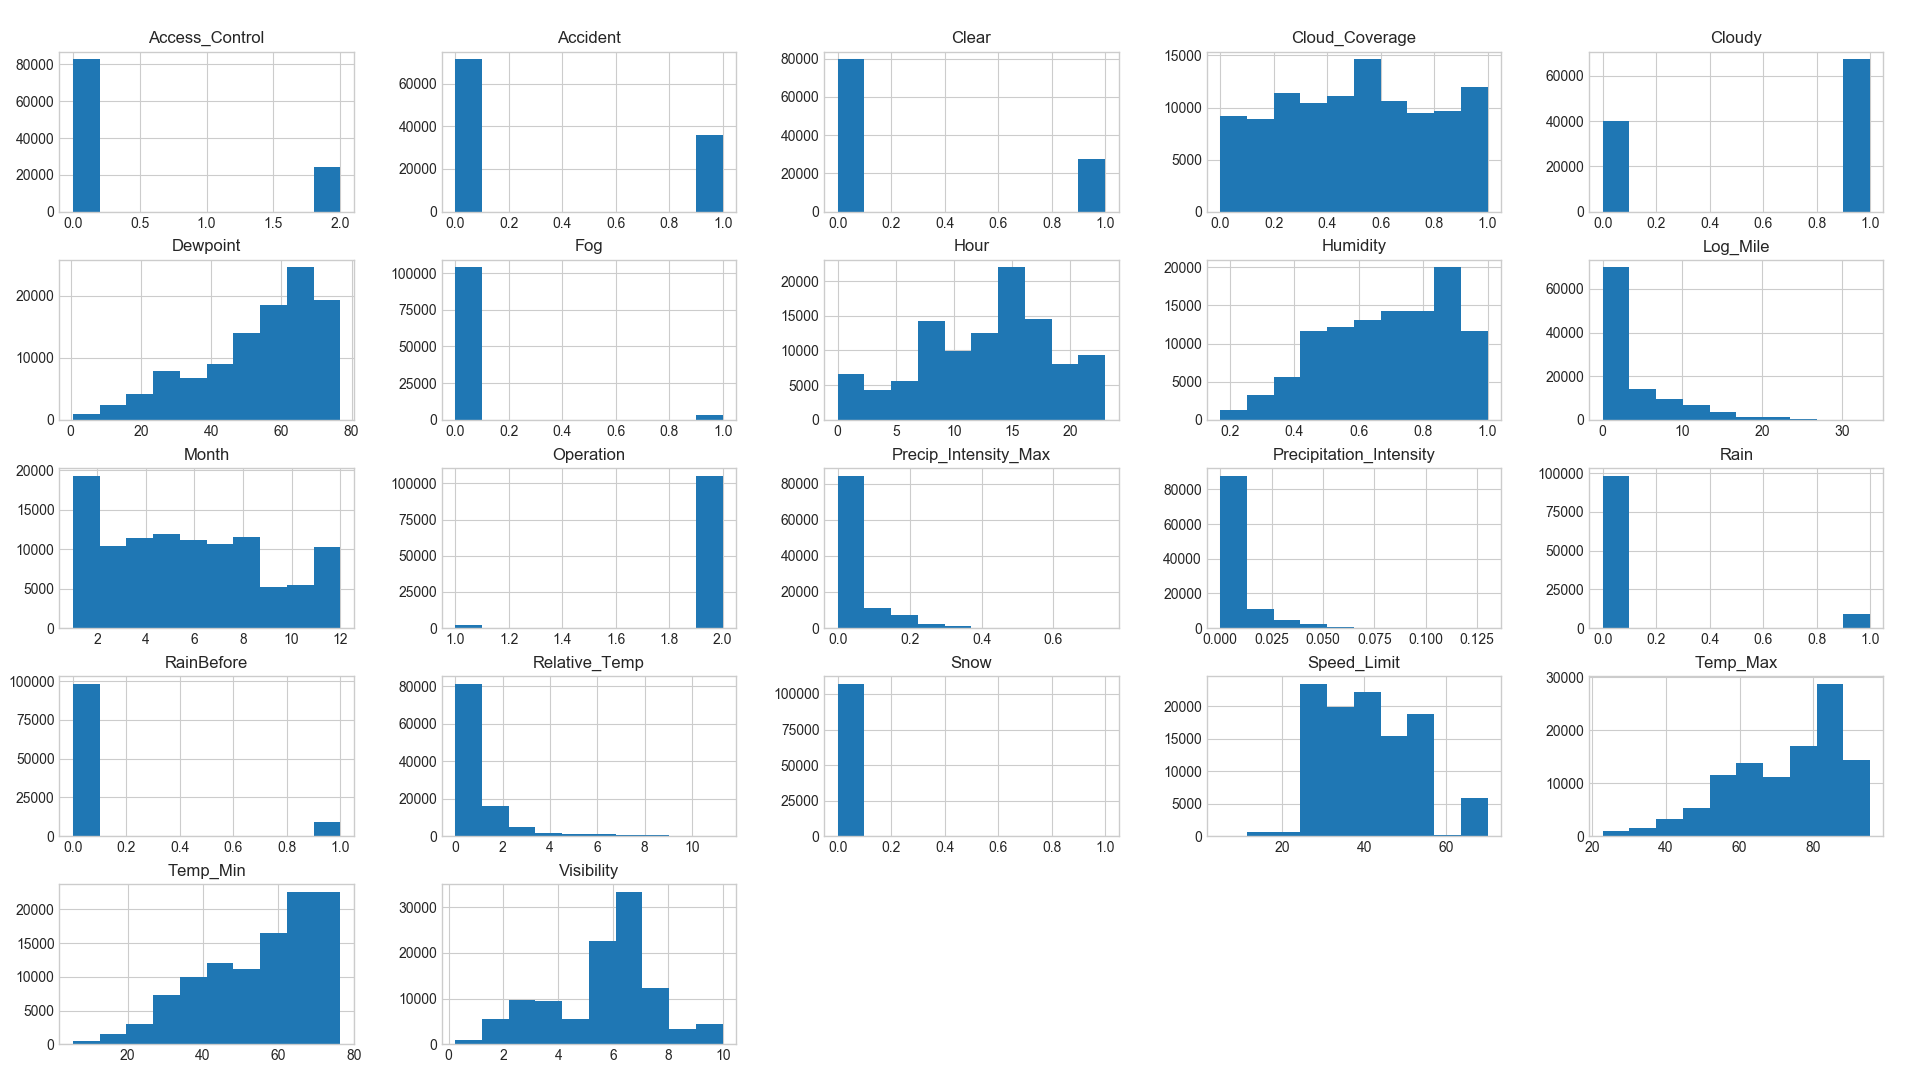 Access_Control
80000
60000
40000
20000
0
0.0 0.5 1.0 1.5 2.0
Accident
60000
40000
20000
0
0.0 0.2 0.4 0.6 0.8 1.0
Clear
80000
60000
40000
20000
0
0.0 0.2 0.4 0.6 0.8 1.0
Cloud_Coverage
15000
10000
5000
0
0.0 0.2 0.4 0.6 0.8 1.0
Cloudy
60000
40000
20000
0
0.0 0.2 0.4 0.6 0.8 1.0
Dewpoint
20000
10000
0
0 20 40 60 80
Fog
100000
75000
50000
25000
0
0.0 0.2 0.4 0.6 0.8 1.0
Hour
20000
15000
10000
5000
0
0 5 10 15 20
Humidity
20000
15000
10000
5000
0
0.2 0.4 0.6 0.8 1.0
Log_Mile
60000
40000
20000
0
0 10 20 30
Month
20000
15000
10000
5000
0
2 4 6 8 10 12
Operation
100000
75000
50000
25000
0
1.0 1.2 1.4 1.6 1.8 2.0
Precip_Intensity_Max
80000
60000
40000
20000
0
0.0 0.2 0.4 0.6
Precipitation_Intensity
80000
60000
40000
20000
0
0.000 0.025 0.050 0.075 0.100 0.125
Rain
100000
75000
50000
25000
0
0.0 0.2 0.4 0.6 0.8 1.0
RainBefore
100000
75000
50000
25000
0
0.0 0.2 0.4 0.6 0.8 1.0
Relative_Temp
80000
60000
40000
20000
0
0 2 4 6 8 10
Snow
100000
75000
50000
25000
0
0.0 0.2 0.4 0.6 0.8 1.0
Speed_Limit
20000
15000
10000
5000
0
20 40 60
Temp_Max
30000
20000
10000
0
20 40 60 80
Temp_Min
20000
15000
10000
5000
0
20 40 60 80
Visibility
30000
20000
10000
0
0 2 4 6 8 10